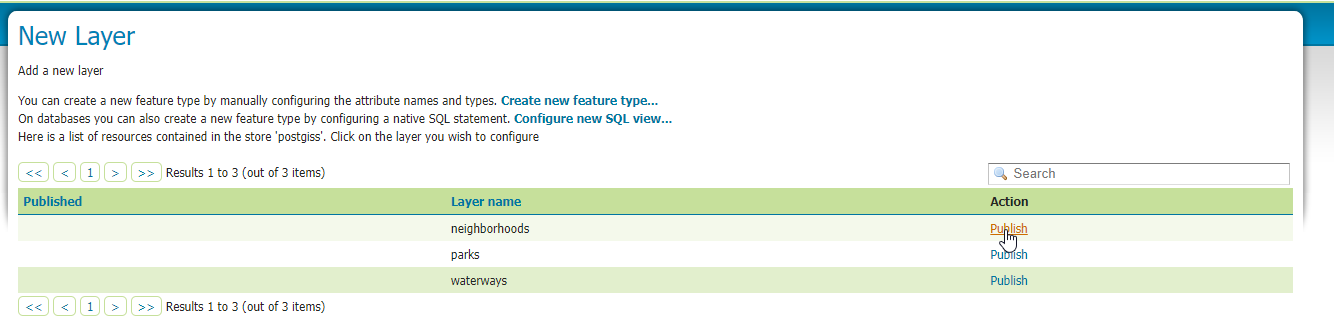 New Layer
Add a new layer
You can create a new feature type by manually configuring the attribute names and types. Create new feature type...
On databases you can also create a new feature type by configuring a native SQL statement. Configure new SQL view...
Here is a list of resources contained in the store 'postgiss'. Click on the layer you wish to configure
<< < 1 > >> Results 1 to 3 (out of 3 items) Search
Published Layer name Action
neighborhoods Publish
parks Publish
waterways Publish
<< < 1 > >> Results 1 to 3 (out of 3 items)